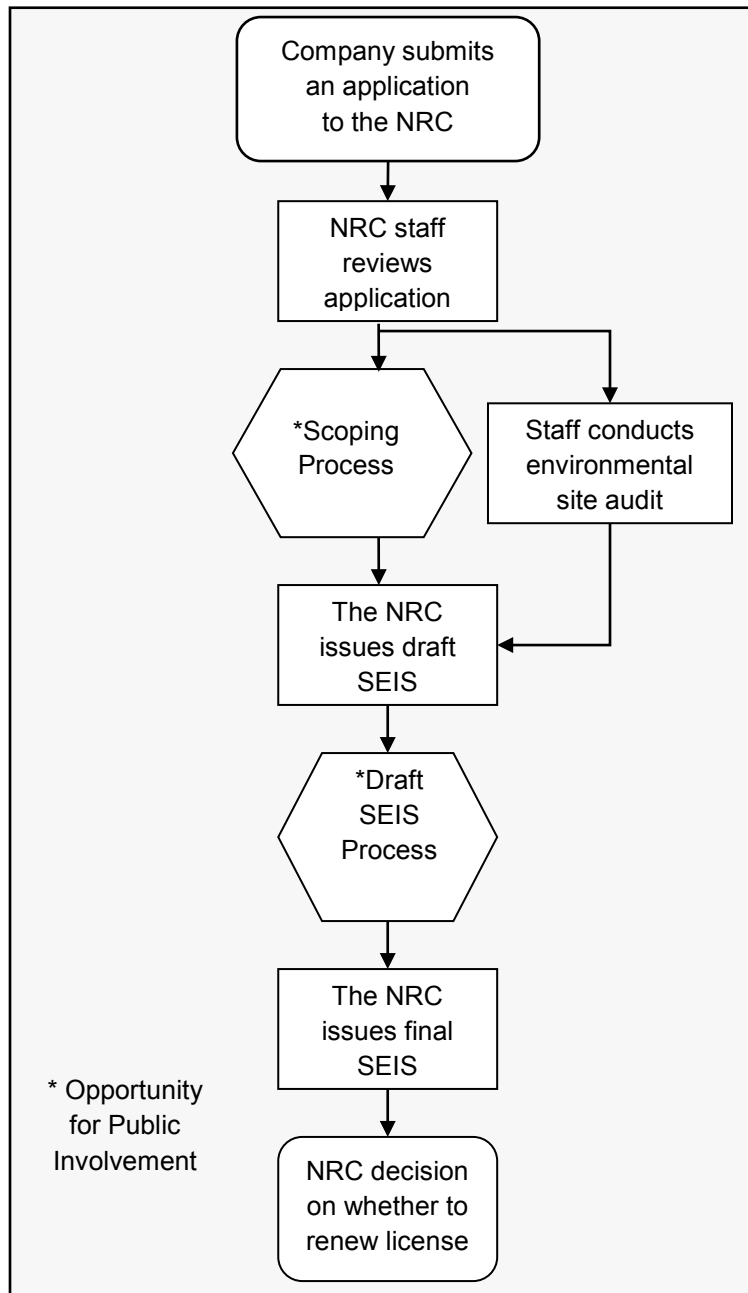 Company submits
an application
to the NRC
NRC staff
reviews
application
*Scoping
Process
Staff conducts
environmental
site audit
The NRC
issues draft
SEIS
*Draft
SEIS
Process
The NRC
issues final
SEIS
* Opportunity
for Public
Involvement
NRC decision
on whether to
renew license